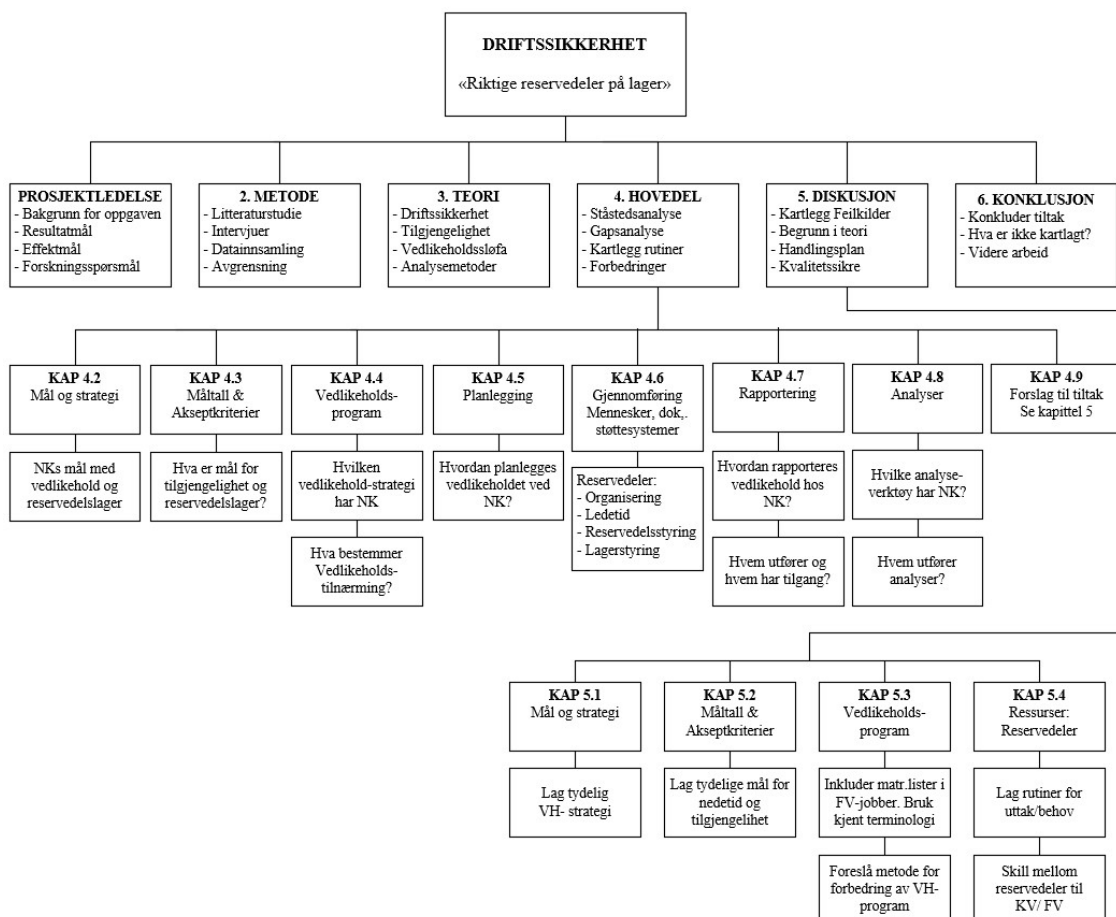 DRIFTSSIKKERHET
«Riktige reservedeler på lager»
PROSJEKTLEDELSE
- Bakgrunn for oppgaven
- Resultatmål
- Effektmål
- Forskningsspørsmål
2. METODE
- Litteraturstudie
- Intervjuer
- Datainnsamling
- Avgrensning
3. TEORI
- Driftssikkerhet
- Tilgjengelighet
- Vedlikeholdssløfa
- Analysemetoder
4. HOVEDEL
- Ståstedsanalyse
- Gapsanalyse
- Kartlegg rutiner
- Forbedringer
5. DISKUSJON
- Kartlegg Feilkilder
- Begrunn i teori
- Handlingsplan
- Kvalitetssikre
6. KONKLUSJON
- Konkluder tiltak
- Hva er ikke kartlagt?
- Videre arbeid
KAP 4.2
Mål og strategi
KAP 4.3
Måltall &
Akseptkriterier
KAP 4.4
Vedlikeholds-
program
KAP 4.5
Planlegging
KAP 4.6
Gjennomføring
Mennesker, dok,.
støttesystemer
KAP 4.7
Rapportering
KAP 4.8
Analyser
KAP 4.9
Forslag til tiltak
Se kapittel 5
NKs mål med
vedlikehold og
reservedelslager
Hva er mål for
tilgjengelighet og
reservedelslager?
Hvilken
vedlikehold-strategi
har NK
Hvordan planlegges
vedlikeholdet ved
NK?
Reservedeler:
- Organisering
- Ledetid
- Reservedelsstyring
- Lagerstyring
Hvordan rapporteres
vedlikehold hos
NK?
Hvilke analyse-
verktøy har NK?
Hva bestemmer
Vedlikeholds-
tilnærming?
Hvem utfører og
hvem har tilgang?
Hvem utfører
analyser?
KAP 5.1
Mål og strategi
KAP 5.2
Måltall &
Akseptkriterier
KAP 5.3
Vedlikeholds-
program
KAP 5.4
Ressurser:
Reservedeler
Lag tydelig
VH- strategi
Lag tydelige mål for
nedetid og
tilgjengelihet
Inkluder matr.lister i
FV-jobber. Bruk
kjent terminologi
Lag rutiner for
uttak/behov
Foreslå metode for
forbedring av VH-
program
Skill mellom
reservedeler til
KV/ FV